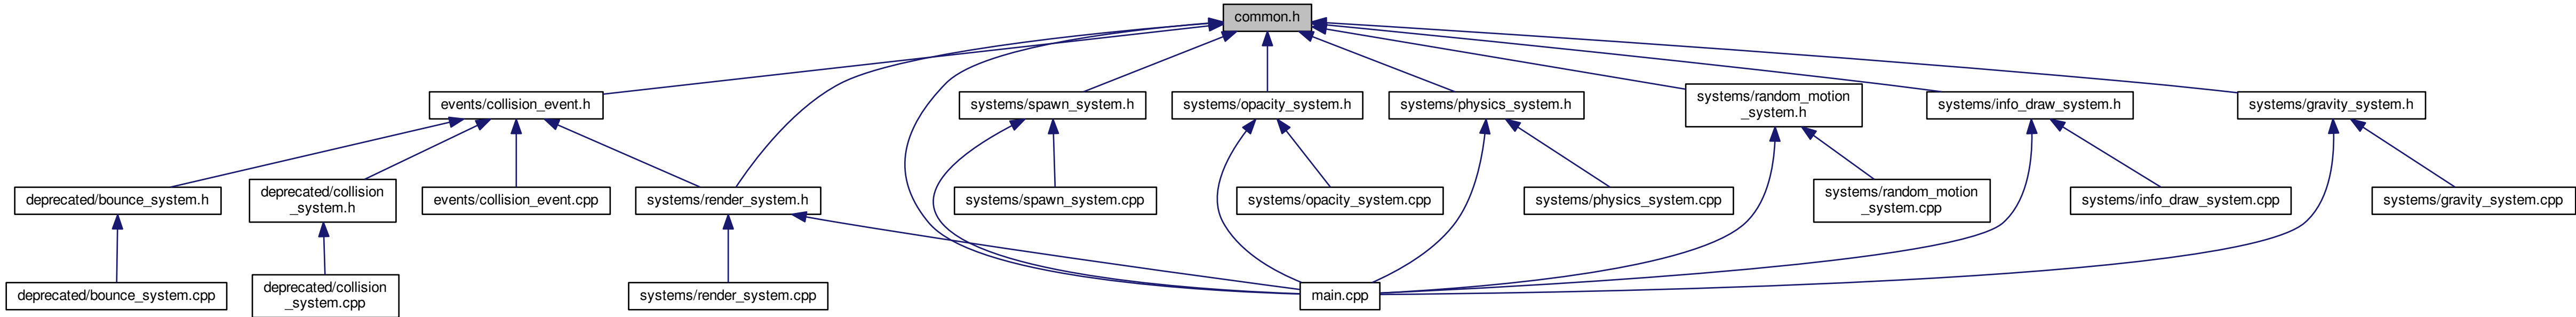 common.h
events/collision_event.h
systems/spawn_system.h
systems/opacity_system.h
systems/physics_system.h
systems/random_motion
_system.h
systems/info_draw_system.h
systems/gravity_system.h
deprecated/bounce_system.h
deprecated/collision
_system.h
events/collision_event.cpp
systems/render_system.h
systems/spawn_system.cpp
systems/opacity_system.cpp
systems/physics_system.cpp
systems/random_motion
_system.cpp
systems/info_draw_system.cpp
systems/gravity_system.cpp
deprecated/bounce_system.cpp
deprecated/collision
_system.cpp
systems/render_system.cpp
main.cpp